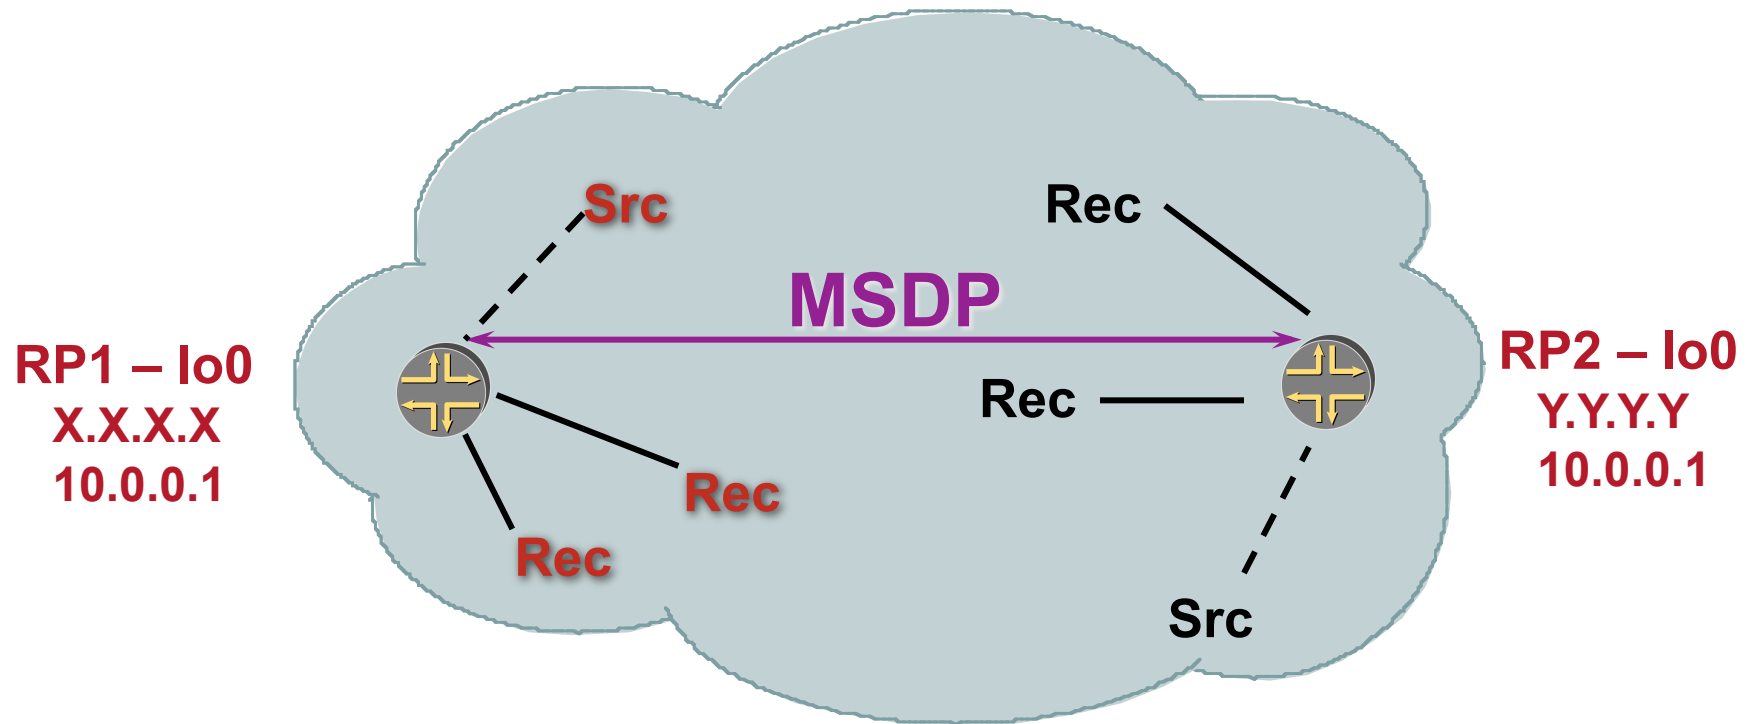 Src
Rec
MSDP
RP1 – lo0
X.X.X.X
10.0.0.1
RP2 – lo0
Y.Y.Y.Y
10.0.0.1
Rec
Rec
Rec
Src